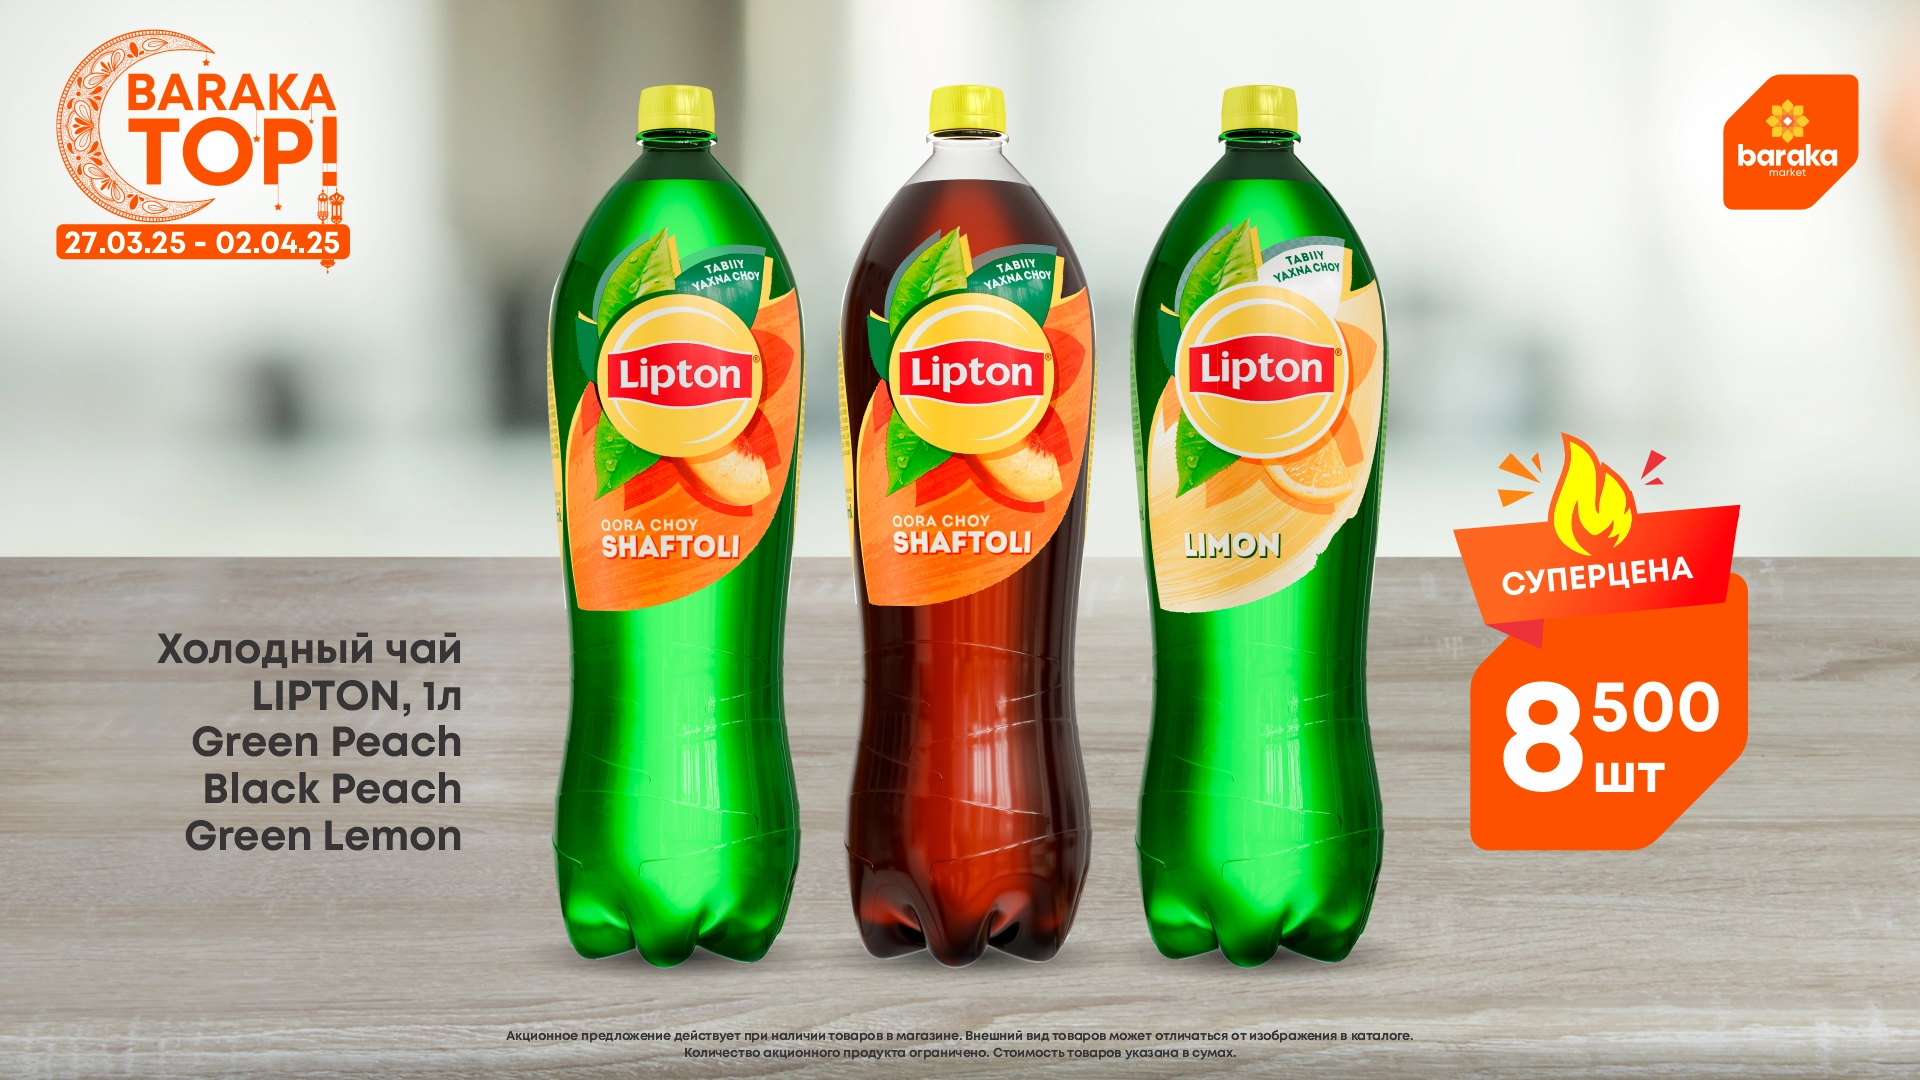 BARAKA
TOP!
27.03.25 - 02.04.25
baraka
market
TABIIY
YAXNA CHOY
Lipton
QORA CHOY
SHAFTOLI
TABIIY
YAXNA CHOY
Lipton
QORA CHOY
SHAFTOLI
TABIIY
YAXNA CHOY
Lipton
LIMON
СУПЕРЦЕНА
8 500
шт
Холодный чай
LIPTON, 1л
Green Peach
Black Peach
Green Lemon
Акционное предложение действует при наличии товаров в магазине. Внешний вид товаров может отличаться от изображения в каталоге.
Количество акционного продукта ограничено. Стоимость товаров указана в сумах.